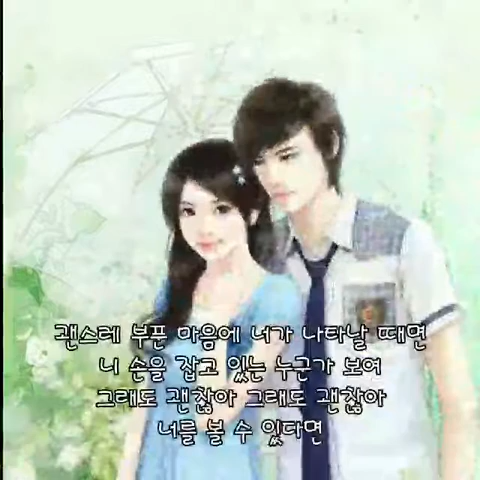 괜스레 부픈 마음에 너가 나타날 때면
니 손을 잡고 있는 누군가 보여
그래도 괜찮아 그래도 괜찮아
너를 볼 수 있다면